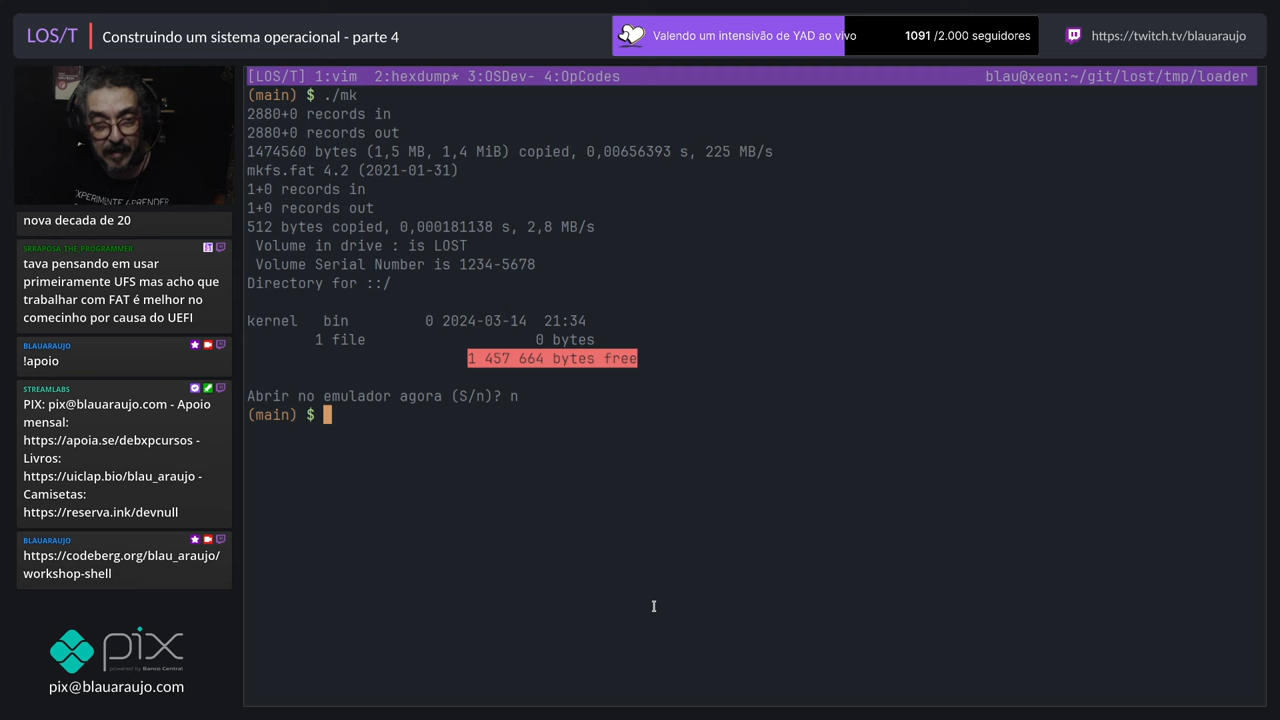 LOS/T
Construindo um sistema operacional - parte 4
Valendo um intensivão de YAD ao vivo
1091 /2.000 seguidores
https://twitch.tv/blauaraujo
EXPERIMENTE/APRENDER
nova decada de 20
SRRAPOSA THE PROGRAMMER
tava pensando em usar
primeiramente UFS mas acho que
trabalhar com FAT é melhor no
comecinho por causa do UEFI
BLAUARAUJO
!apoio
STREAMLABS
PIX: pix@blauaraujo.com - Apoio
mensal:
https://apoia.se/debxpcursos -
Livros:
https://uiclap.bio/blau_araujo -
Camisetas:
https://reserva.ink/devnull
BLAUARAUJO
https://codeberg.org/blau_araujo/
workshop-shell
pix
powered by Banco Central
pix@blauaraujo.com
[LOS/T] 1:vim  2:hexdump* 3:OSDev- 4:OpCodes
blau@xeon:~/git/lost/tmp/loader
(main) $ ./mk
2880+0 records in
2880+0 records out
1474560 bytes (1,5 MB, 1,4 MiB) copied, 0,00656393 s, 225 MB/s
mkfs.fat 4.2 (2021-01-31)
1+0 records in
1+0 records out
512 bytes copied, 0,000181138 s, 2,8 MB/s
Volume in drive : is LOST
Volume Serial Number is 1234-5678
Directory for ::/
kernel   bin         0 2024-03-14  21:34
1 file                    0 bytes
1 457 664 bytes free
Abrir no emulador agora (S/n)? n
(main) $